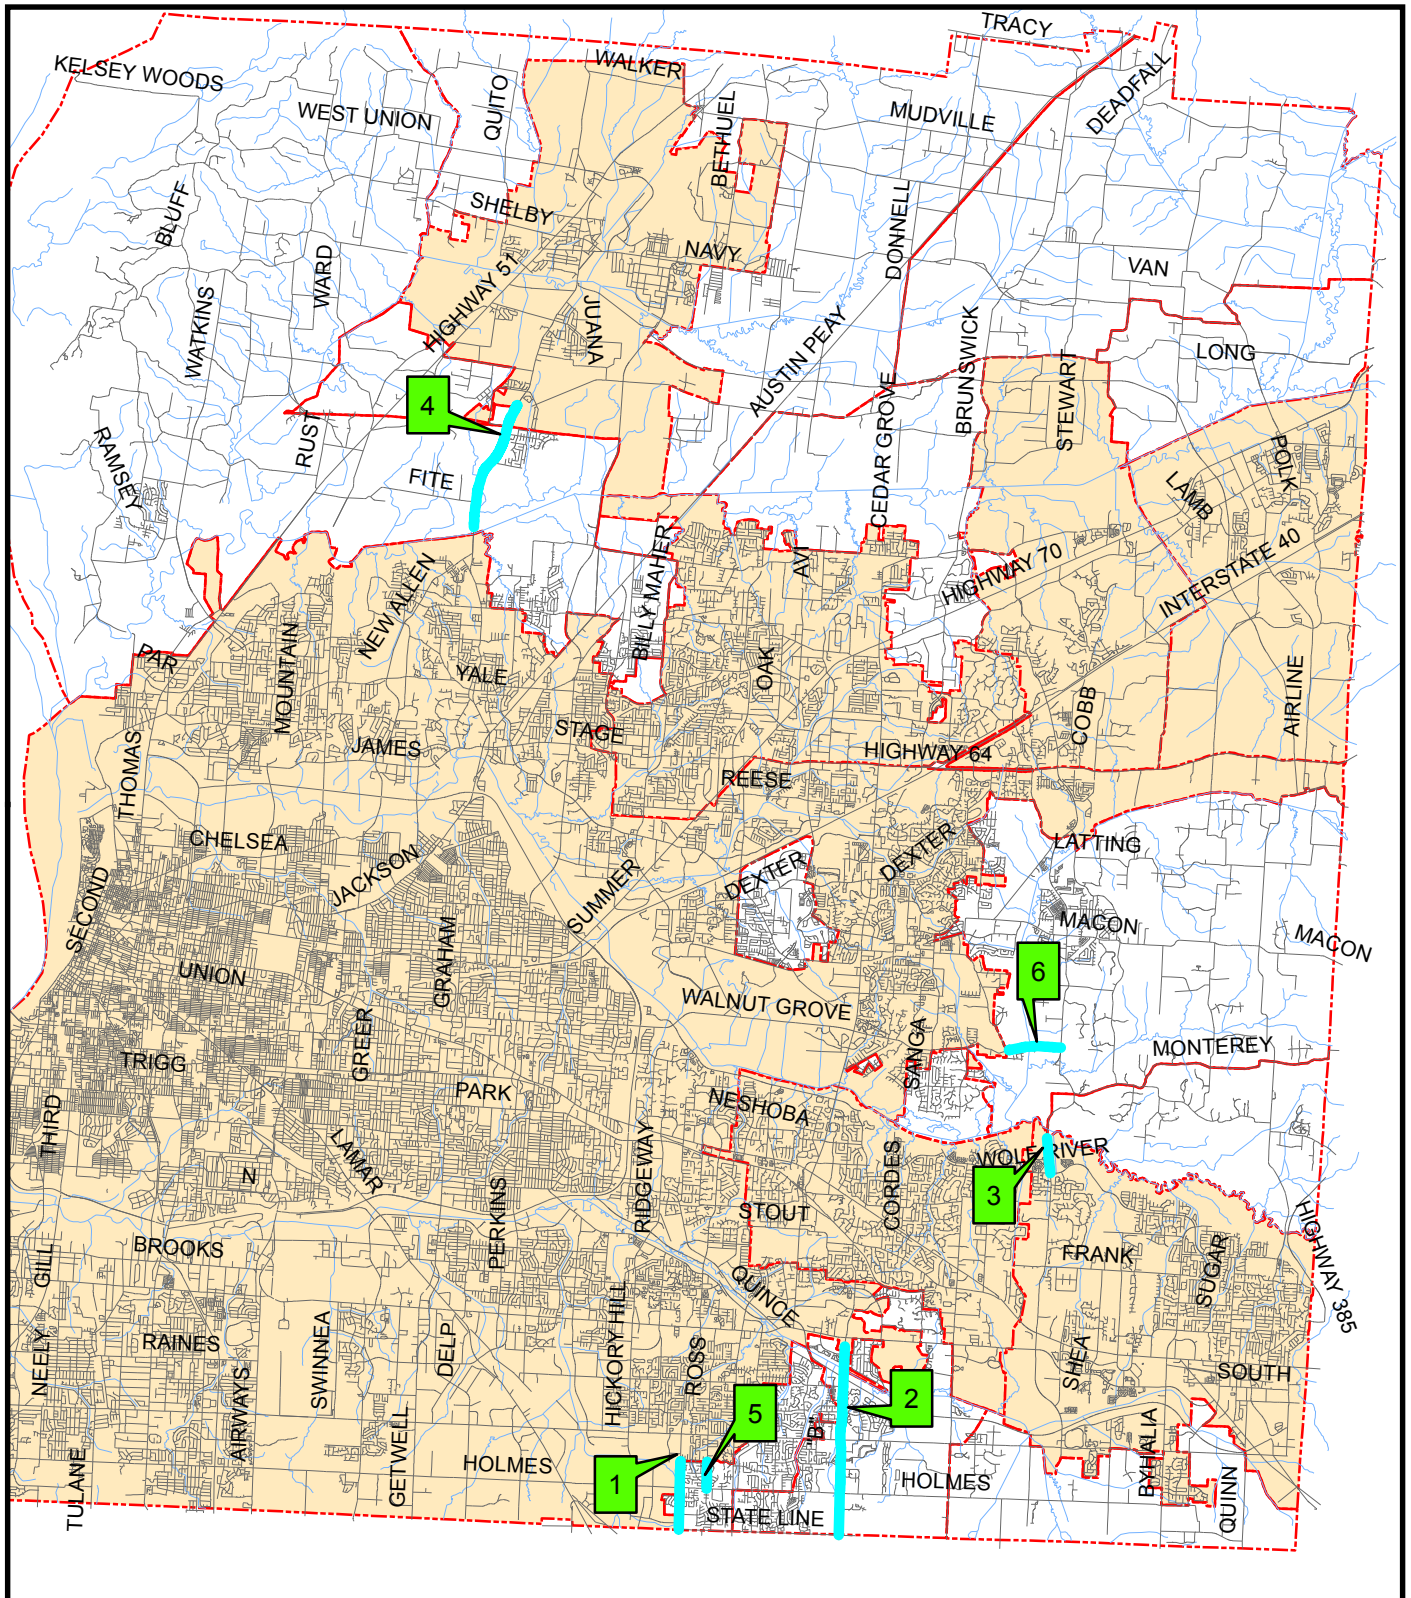 TRACY
WALKER
KELSEY WOODS
QUITO
DEADFALL
WEST UNION
BETHUEL
MUDVILLE
BLUFF
SHELBY
DONNELL
WARD
NAVY
VAN
WATKINS
HIGHWAY 51
JUANA
AUSTIN PEAY
BRUNSWICK
LONG
STEWART
4
CEDAR GROVE
RUST
RAMSEY
FITE
POLK
LAMB
BILLY MAHER
AVI
HIGHWAY 70
INTERSTATE 40
NEW ALLEN
MOUNTAIN
PAR
YALE
OAK
COBB
AIRLINE
STAGE
THOMAS
JAMES
HIGHWAY 64
REESE
CHELSEA
LATTING
DEXTER
DEXTER
JACKSON
SUMMER
SECOND
MACON
MACON
GRAHAM
UNION
6
WALNUT GROVE
GREER
SANGA
MONTEREY
TRIGG
PARK
NESHOBA
THIRD
LAMAR
RIDGEWAY
CORDES
WOLF RIVER
N
3
PERKINS
STOUT
HIGHWAY 385
BROOKS
GILL
FRANK
SUGAR
QUINCE
RAINES
HICKORY HILL
ROSS
NEELY
SWINNEA
DELP
SHEA
SOUTH
AIRWAYS
2
5
"B"
GETWELL
BYHALIA
TULANE
HOLMES
1
HOLMES
QUINN
STATE LINE